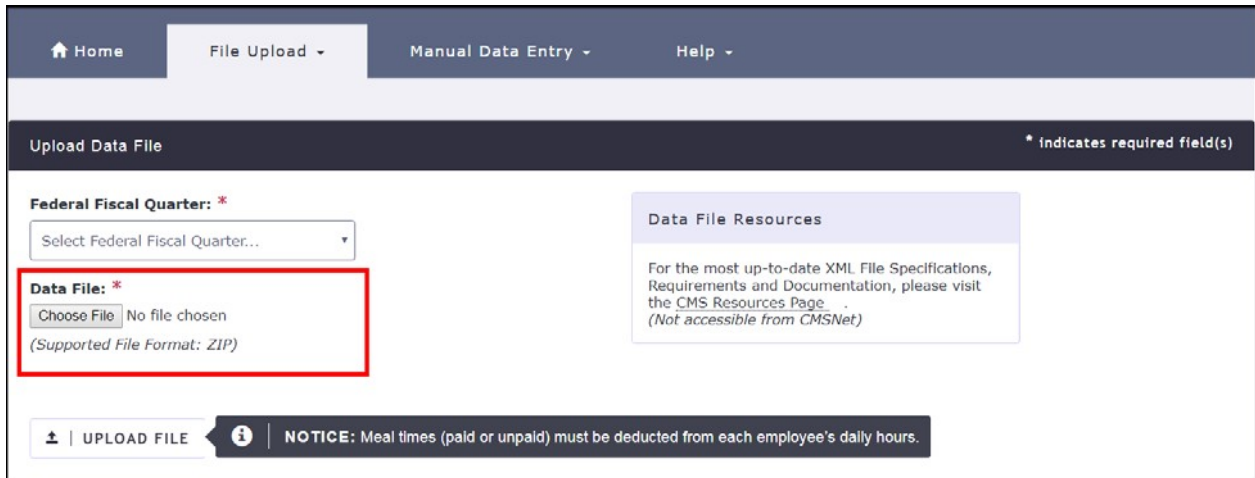 Home File Upload Manual Data Entry Help
Upload Data File * indicates required field(s)
Federal Fiscal Quarter: *
Select Federal Fiscal Quarter...
Data File: *
Choose File No file chosen
(Supported File Format: ZIP)
Data File Resources
For the most up-to-date XML File Specifications,
Requirements and Documentation, please visit
the CMS Resources Page .
(Not accessible from CMSNet)
UPLOAD FILE NOTICE: Meal times (paid or unpaid) must be deducted from each employee's daily hours.